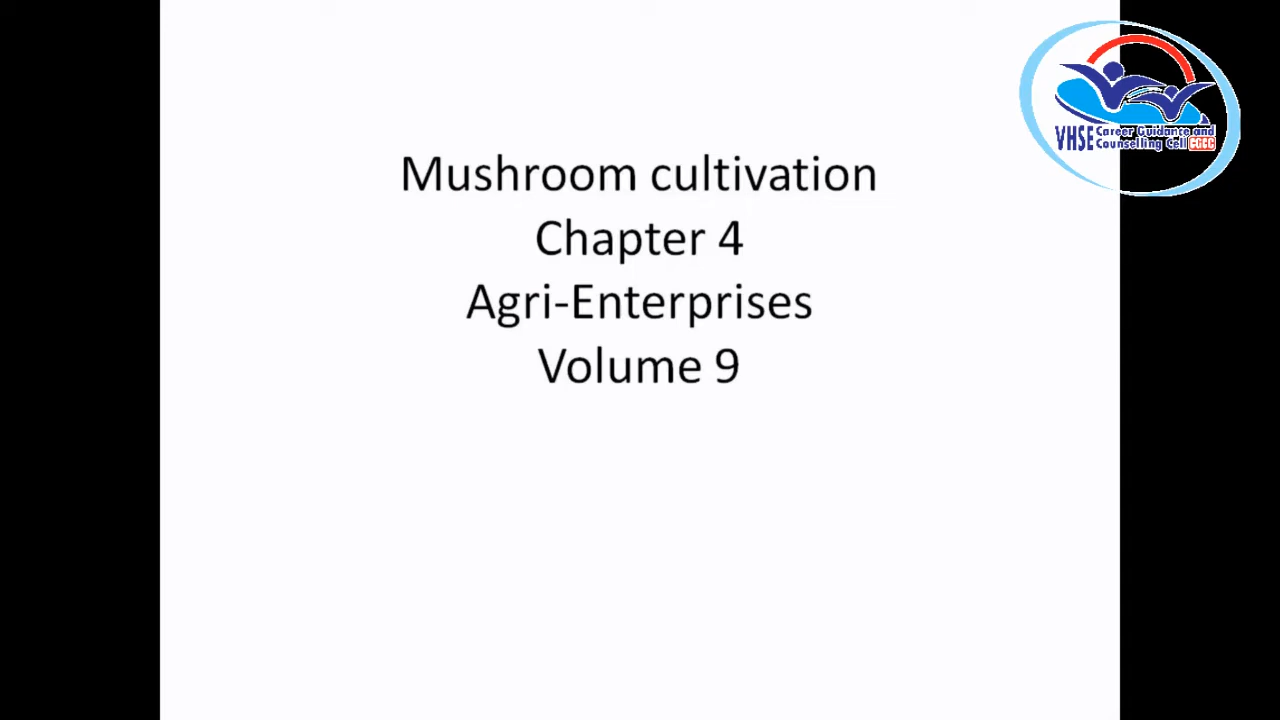 Mushroom cultivation
Chapter 4
Agri-Enterprises
Volume 9
VHSE Career Guidance and
Counselling Cell CGCC